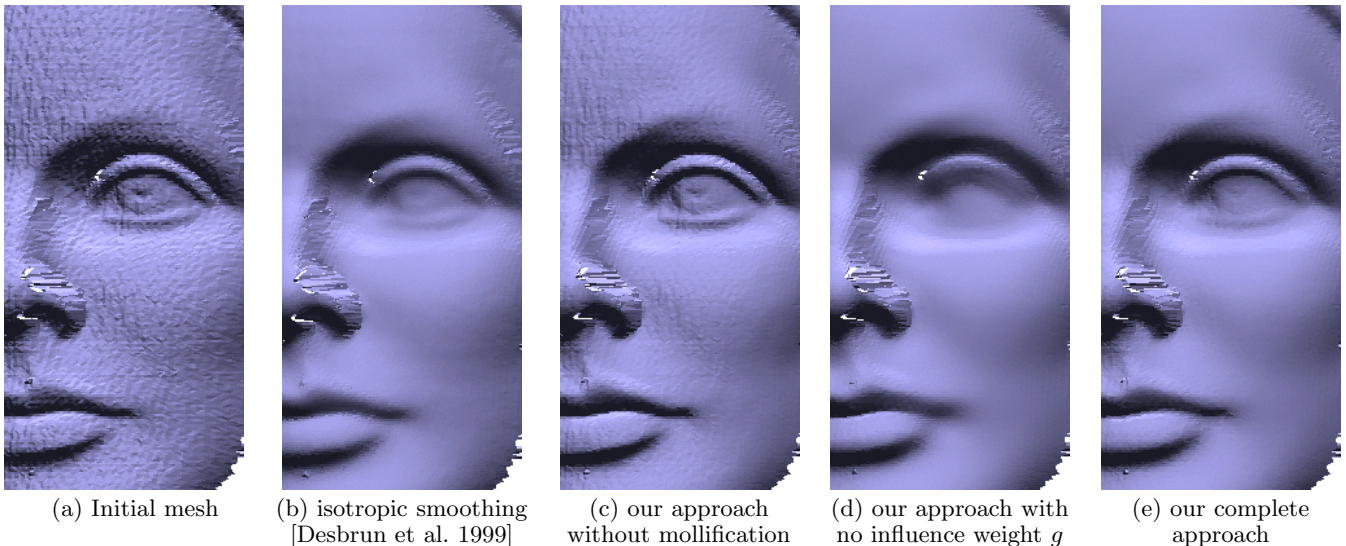 (a) Initial mesh
(b) isotropic smoothing
[Desbrun et al. 1999]
(c) our approach
without mollification
(d) our approach with
no influence weight g
(e) our complete
approach